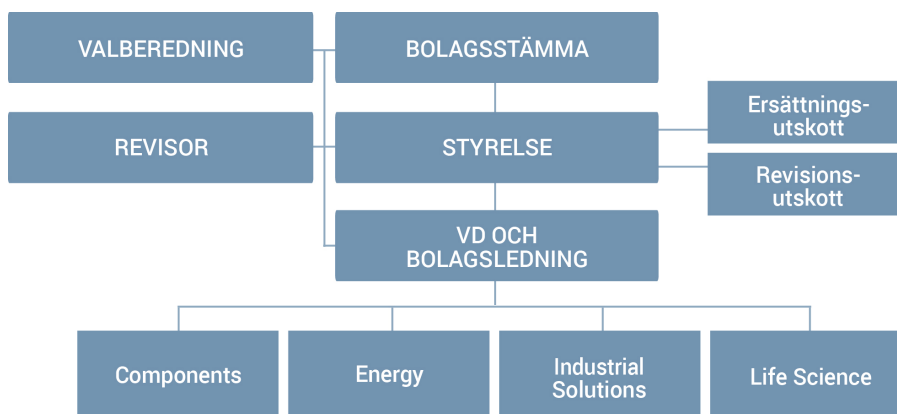 VALBEREDNING
BOLAGSSTÄMMA
REVISOR
STYRELSE
Ersättnings-
utskott
Revisions-
utskott
VD OCH
BOLAGSLEDNING
Components
Energy
Industrial
Solutions
Life Science